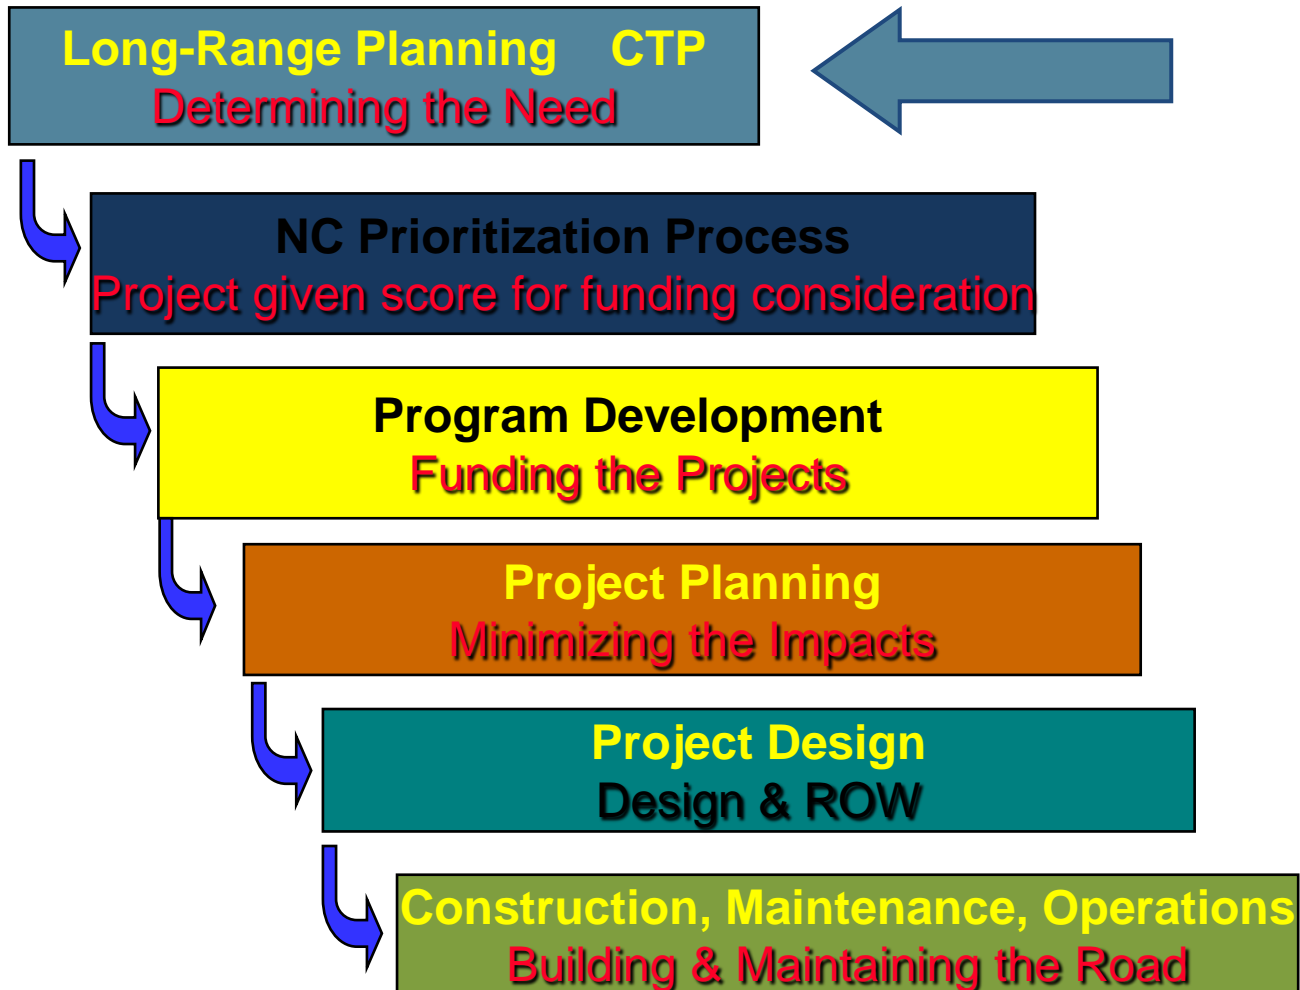 Long-Range Planning CTP
Determining the Need
NC Prioritization Process
Project given score for funding consideration
Program Development
Funding the Projects
Project Planning
Minimizing the Impacts
Project Design
Design & ROW
Construction, Maintenance, Operations
Building & Maintaining the Road